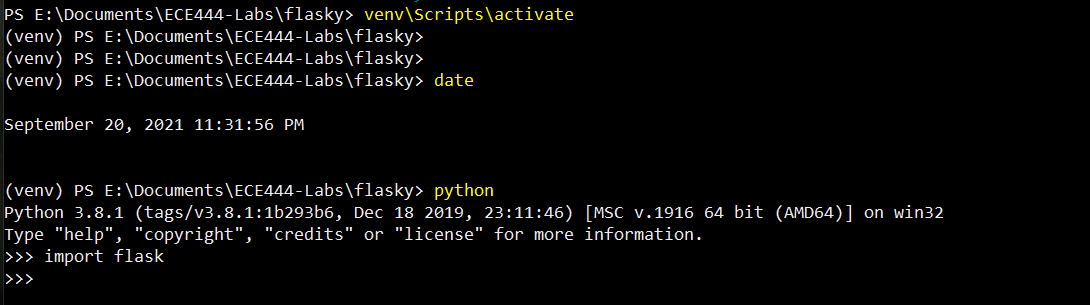 PS E:\Documents\ECE444-Labs\flasky> venv\Scripts\activate
(venv) PS E:\Documents\ECE444-Labs\flasky>
(venv) PS E:\Documents\ECE444-Labs\flasky>
(venv) PS E:\Documents\ECE444-Labs\flasky> date
September 20, 2021 11:31:56 PM
(venv) PS E:\Documents\ECE444-Labs\flasky> python
Python 3.8.1 (tags/v3.8.1:1b293b6, Dec 18 2019, 23:11:46) [MSC v.1916 64 bit (AMD64)] on win32
Type "help", "copyright", "credits" or "license" for more information.
>>> import flask
>>>